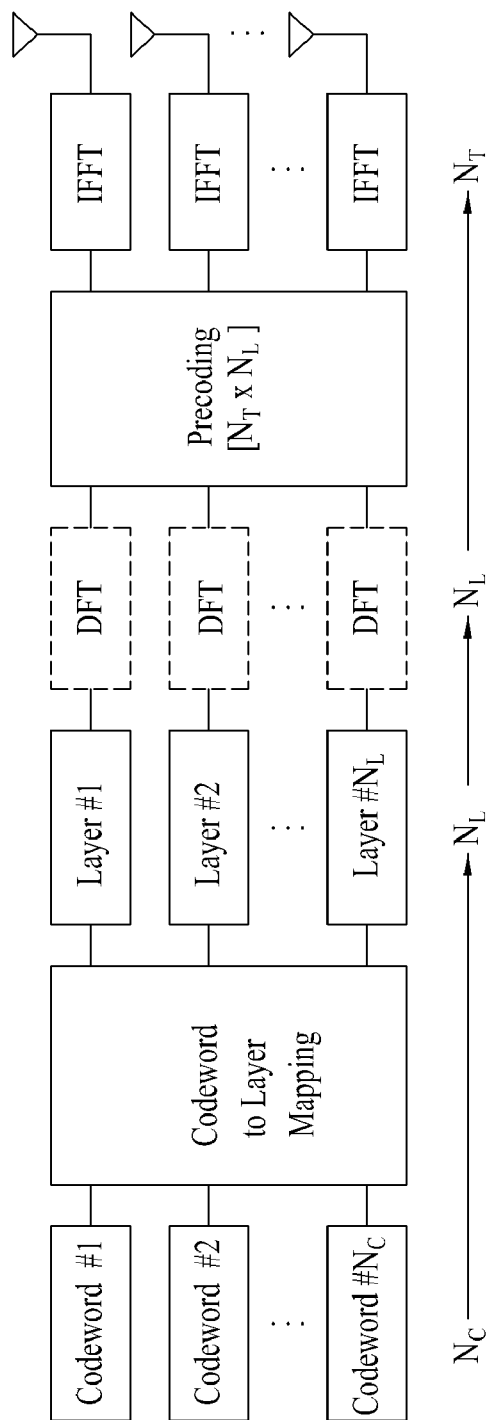 Codeword #1
Codeword #2
. . .
Codeword #N_C
Codeword
to Layer
Mapping
Layer #1
Layer #2
. . .
Layer #N_L
DFT
DFT
. . .
DFT
Precoding
[N_T x N_L ]
IFFT
IFFT
. . .
IFFT
. . .
N_C
N_L
N_L
N_T